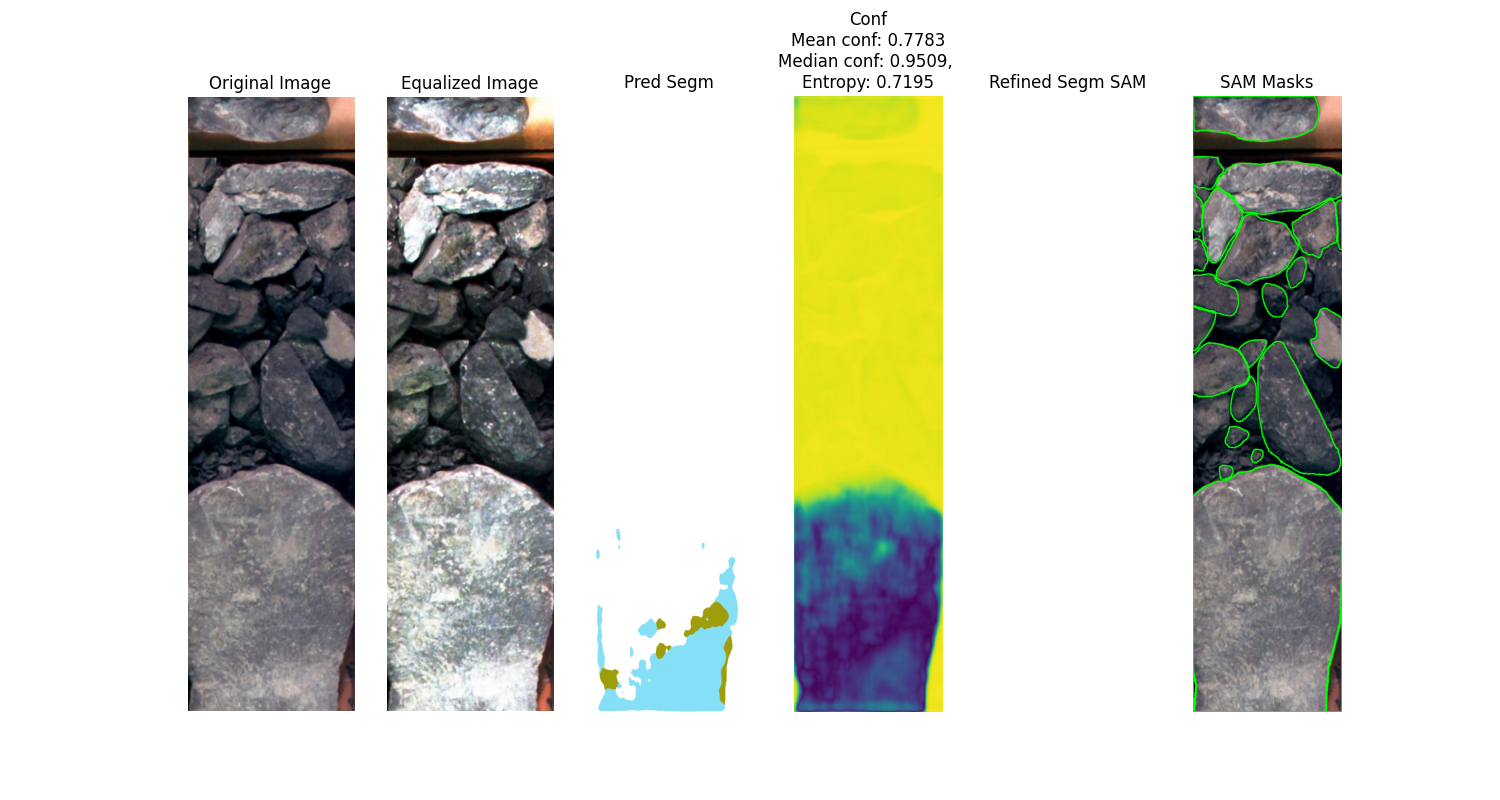 Original Image
Equalized Image
Pred Segm
Conf
Mean conf: 0.7783
Median conf: 0.9509,
Entropy: 0.7195
Refined Segm SAM
SAM Masks